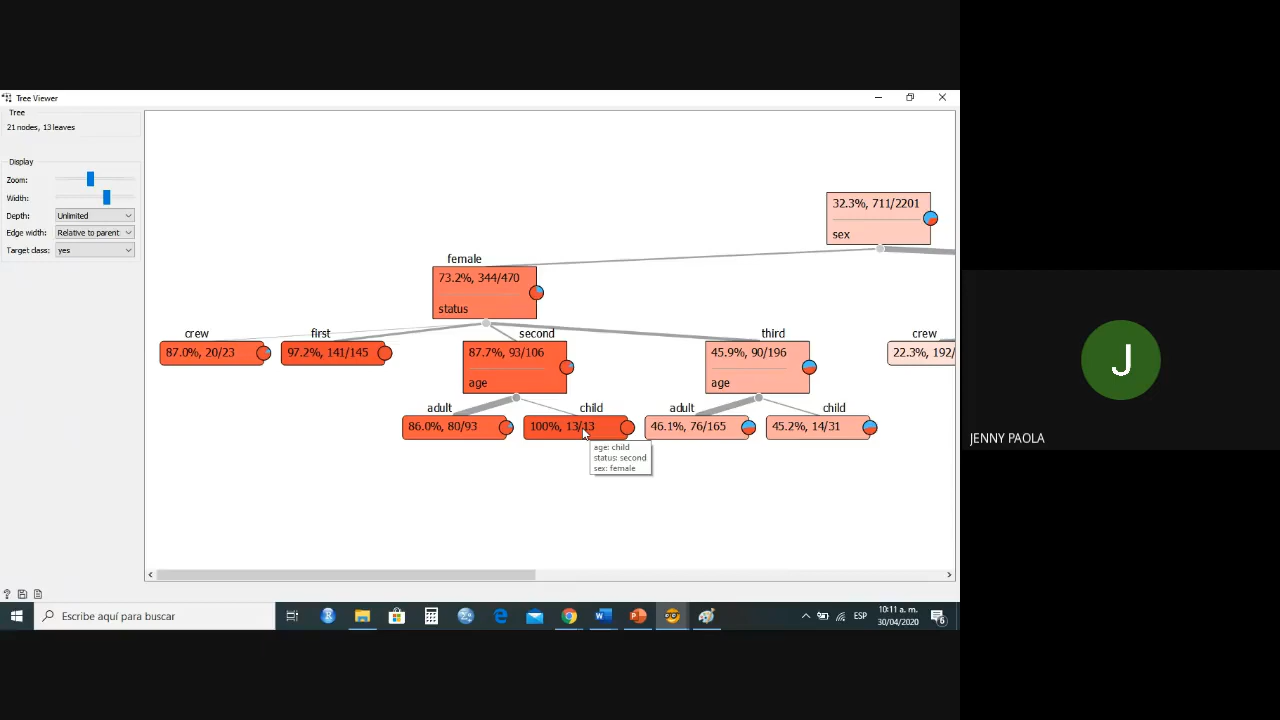 Tree Viewer
Tree
21 nodes, 13 leaves
Display
Zoom:
Width:
Depth: Unlimited
Edge width: Relative to parent
Target class: yes
32.3%, 711/2201
sex
female
73.2%, 344/470
status
crew
87.0%, 20/23
first
97.2%, 141/145
second
87.7%, 93/106
age
third
45.9%, 90/196
age
crew
22.3%, 192/
adult
86.0%, 80/93
child
100%, 13/13
adult
46.1%, 76/165
child
45.2%, 14/31
age: child
status: second
sex: female
?
Escribe aquí para buscar
ESP
10:11 a. m.
30/04/2020
6
J
JENNY PAOLA